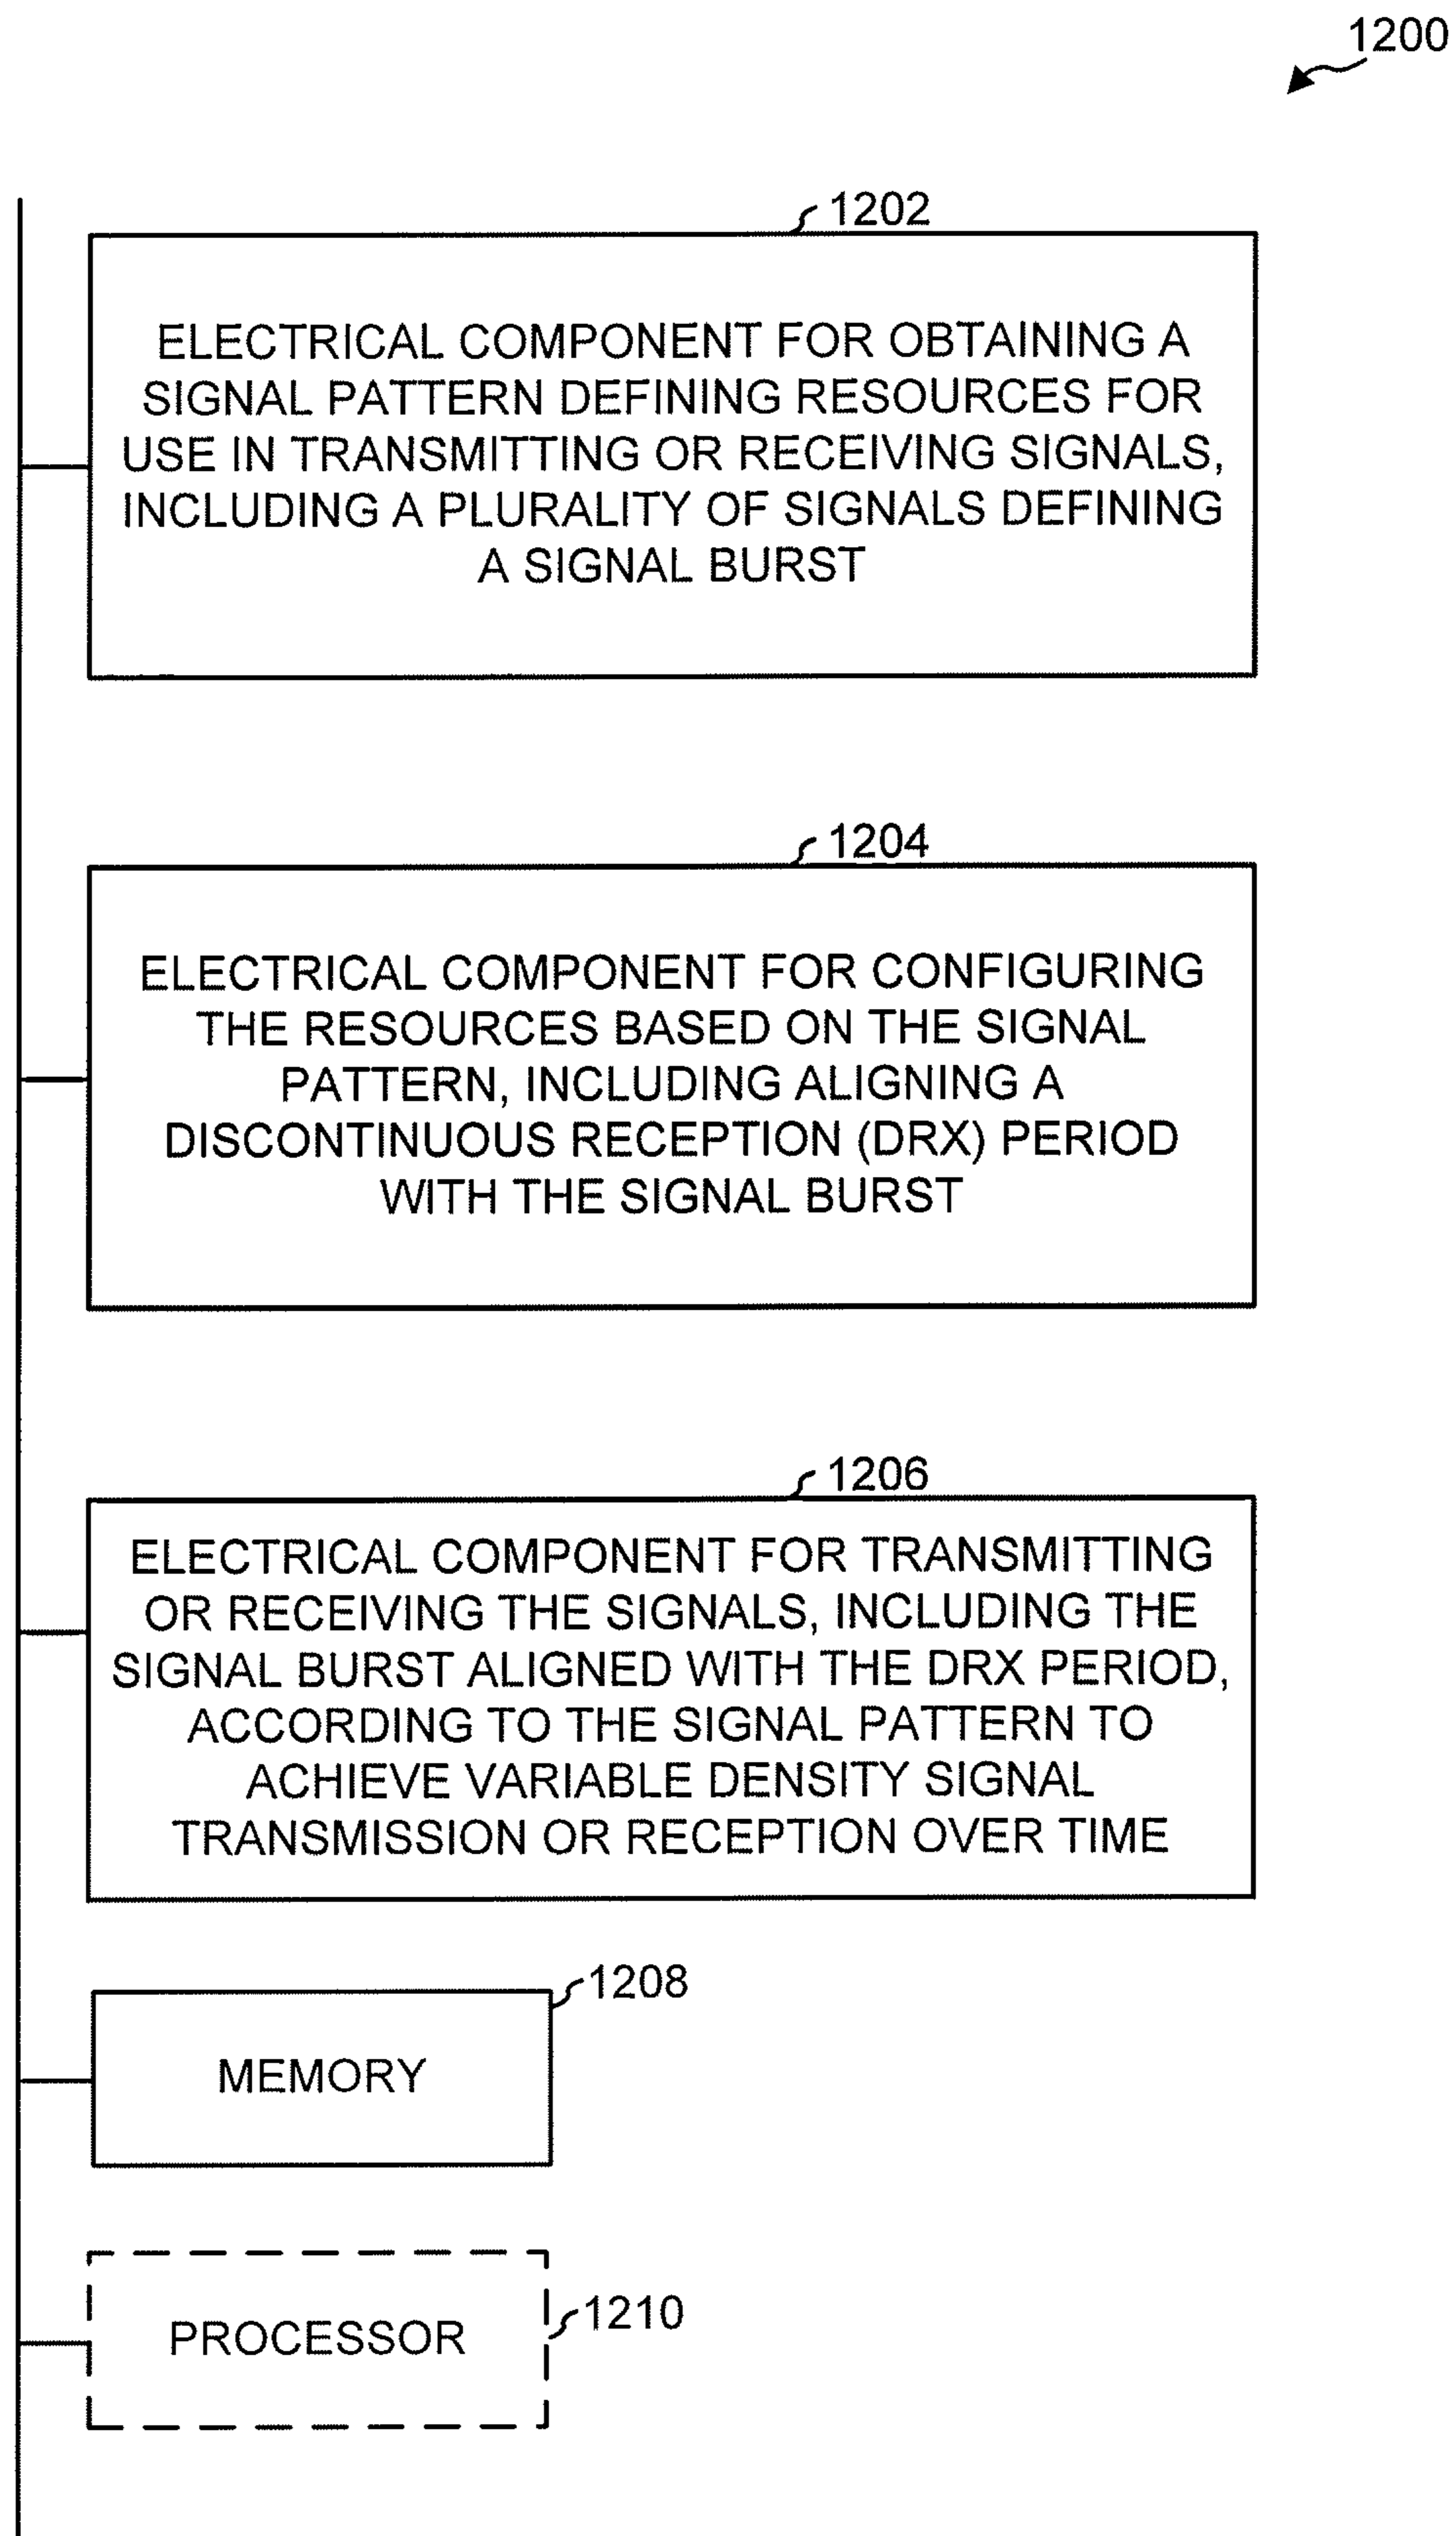 1200
1202
ELECTRICAL COMPONENT FOR OBTAINING A
SIGNAL PATTERN DEFINING RESOURCES FOR
USE IN TRANSMITTING OR RECEIVING SIGNALS,
INCLUDING A PLURALITY OF SIGNALS DEFINING
A SIGNAL BURST
1204
ELECTRICAL COMPONENT FOR CONFIGURING
THE RESOURCES BASED ON THE SIGNAL
PATTERN, INCLUDING ALIGNING A
DISCONTINUOUS RECEPTION (DRX) PERIOD
WITH THE SIGNAL BURST
1206
ELECTRICAL COMPONENT FOR TRANSMITTING
OR RECEIVING THE SIGNALS, INCLUDING THE
SIGNAL BURST ALIGNED WITH THE DRX PERIOD,
ACCORDING TO THE SIGNAL PATTERN TO
ACHIEVE VARIABLE DENSITY SIGNAL
TRANSMISSION OR RECEPTION OVER TIME
1208
MEMORY
1210
PROCESSOR